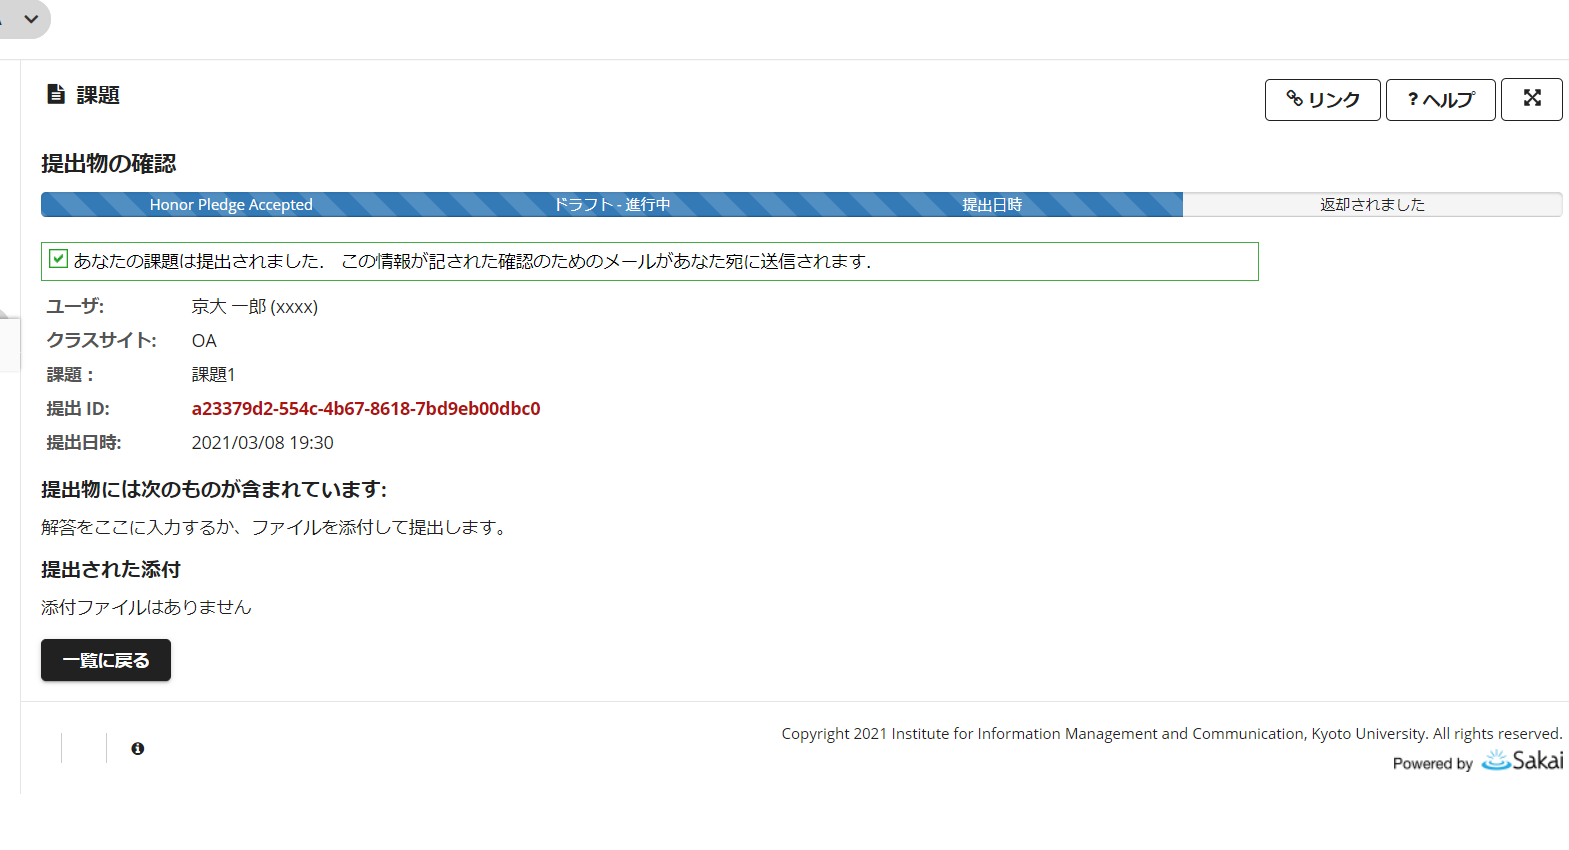 課題
リンク
? ヘルプ
提出物の確認
Honor Pledge Accepted
ドラフト - 進行中
提出日時
返却されました
あなたの課題は提出されました． この情報が記された確認のためのメールがあなた宛に送信されます．
ユーザ: 京大 一郎 (xxxx)
クラスサイト: OA
課題： 課題1
提出 ID: a23379d2-554c-4b67-8618-7bd9eb00dbc0
提出日時: 2021/03/08 19:30
提出物には次のものが含まれています:
解答をここに入力するか、ファイルを添付して提出します。
提出された添付
添付ファイルはありません
一覧に戻る
Copyright 2021 Institute for Information Management and Communication, Kyoto University. All rights reserved.
Powered by Sakai